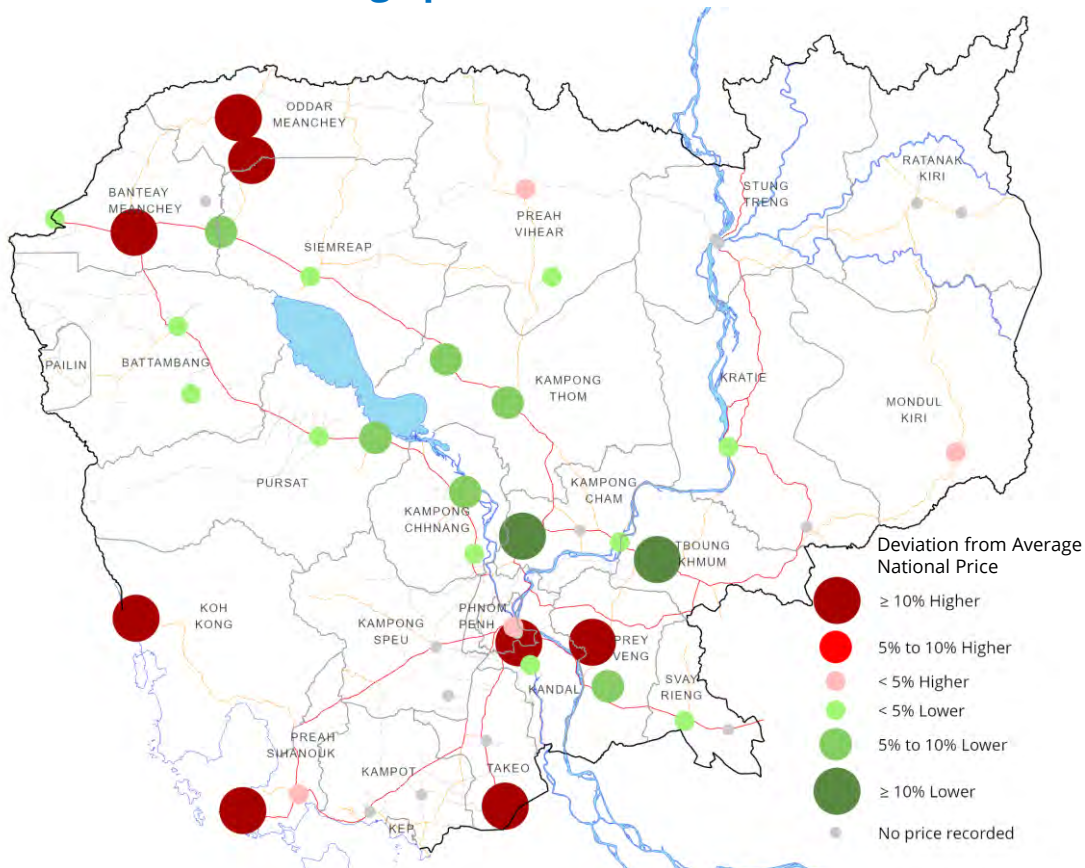 ODDAR
MEANCHEY
BANTEAY
MEANCHEY
RATANAK
KIRI
STUNG
TRENG
PREAH
VIHEAR
SIEMREAP
PAILIN
BATTAMBANG
KAMPONG
THOM
KRATIE
MONDUL
KIRI
PURSAT
KAMPONG
CHAM
KAMPONG
CHHNANG
TBOUNG
KHMUM
KOH
KONG
KAMPONG
SPEU
PHNOM
PENH
PREY
VENG
KANDAL
SVAY
RIENG
PREAH
SIHANOUK
KAMPOT
TAKEO
KEP
Deviation from Average
National Price
≥ 10% Higher
5% to 10% Higher
< 5% Higher
< 5% Lower
5% to 10% Lower
≥ 10% Lower
No price recorded